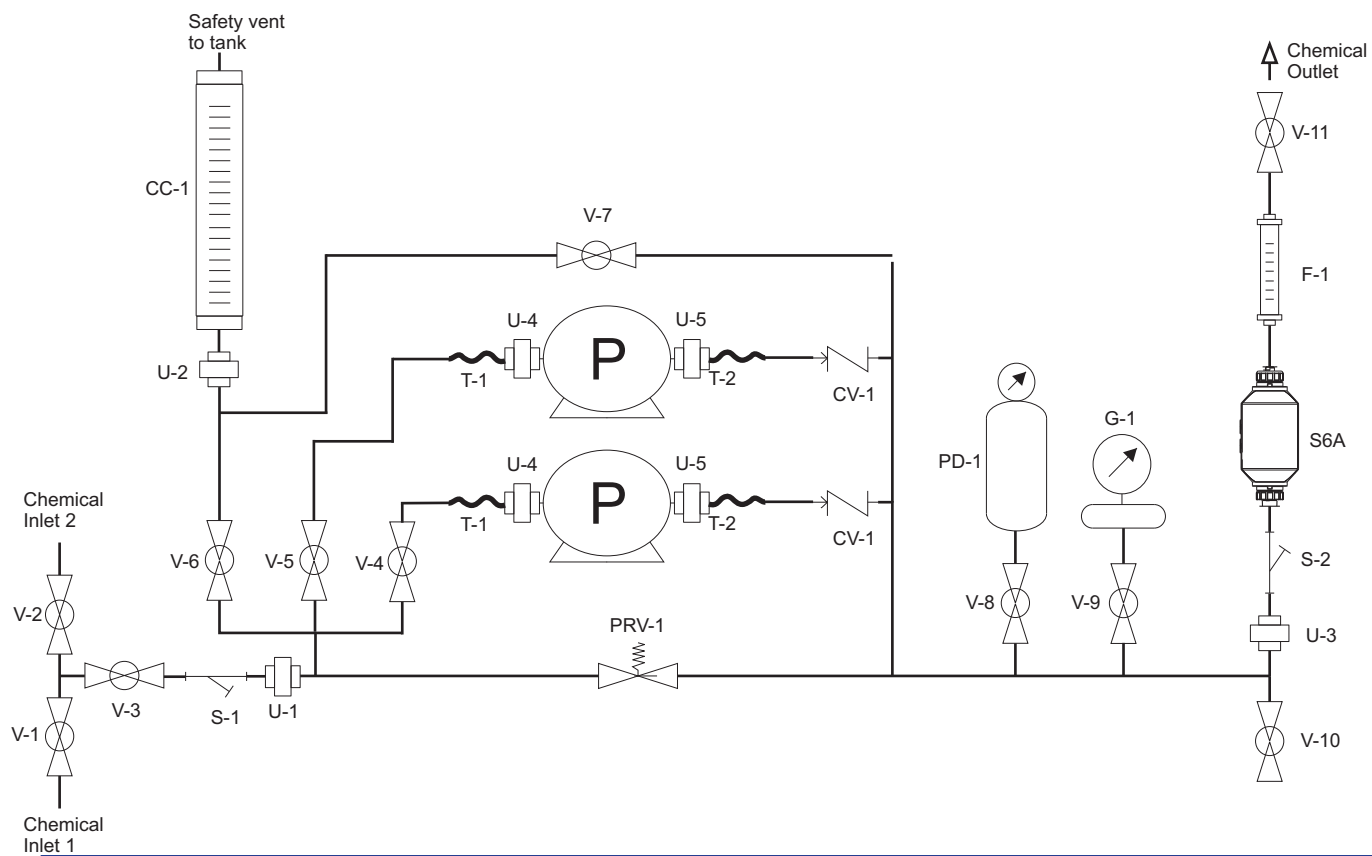 Safety vent
to tank
Chemical
Outlet
V-11
CC-1
V-7
F-1
U-4
U-5
P
U-2
T-1
T-2
CV-1
G-1
S6A
PD-1
U-4
U-5
P
Chemical
Inlet 2
T-1
T-2
CV-1
V-6
V-5
V-4
S-2
V-8
V-9
V-2
PRV-1
U-3
V-3
S-1
U-1
V-1
V-10
Chemical
Inlet 1